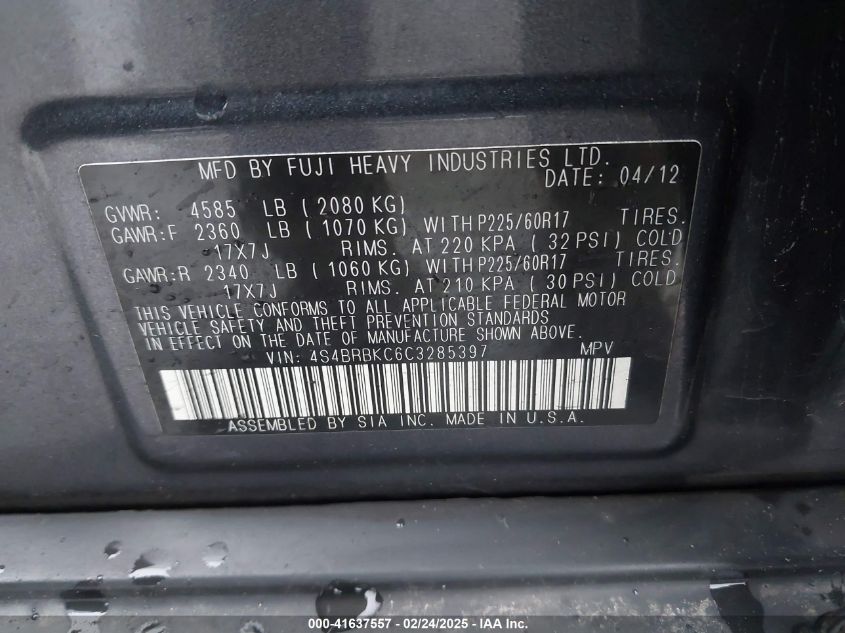 MFD BY FUJI HEAVY INDUSTRIES LTD.
DATE: 04/12
GVWR: 4585 LB ( 2080 KG)
GAWR:F 2360 LB ( 1070 KG) WITH P225/60R17 TIRES.
17X7J RIMS. AT 220 KPA ( 32 PSI) COLD
GAWR:R 2340 LB ( 1060 KG) WITH P225/60R17 TIRES.
17X7J RIMS. AT 210 KPA ( 30 PSI) COLD
THIS VEHICLE CONFORMS TO ALL APPLICABLE FEDERAL MOTOR
VEHICLE SAFETY AND THEFT PREVENTION STANDARDS
IN EFFECT ON THE DATE OF MANUFACTURE SHOWN ABOVE.
VIN: 4S4BRBKC6C3285397 MPV
ASSEMBLED BY SIA INC. MADE IN U.S.A.
000-41637557 - 02/24/2025 - IAA Inc.